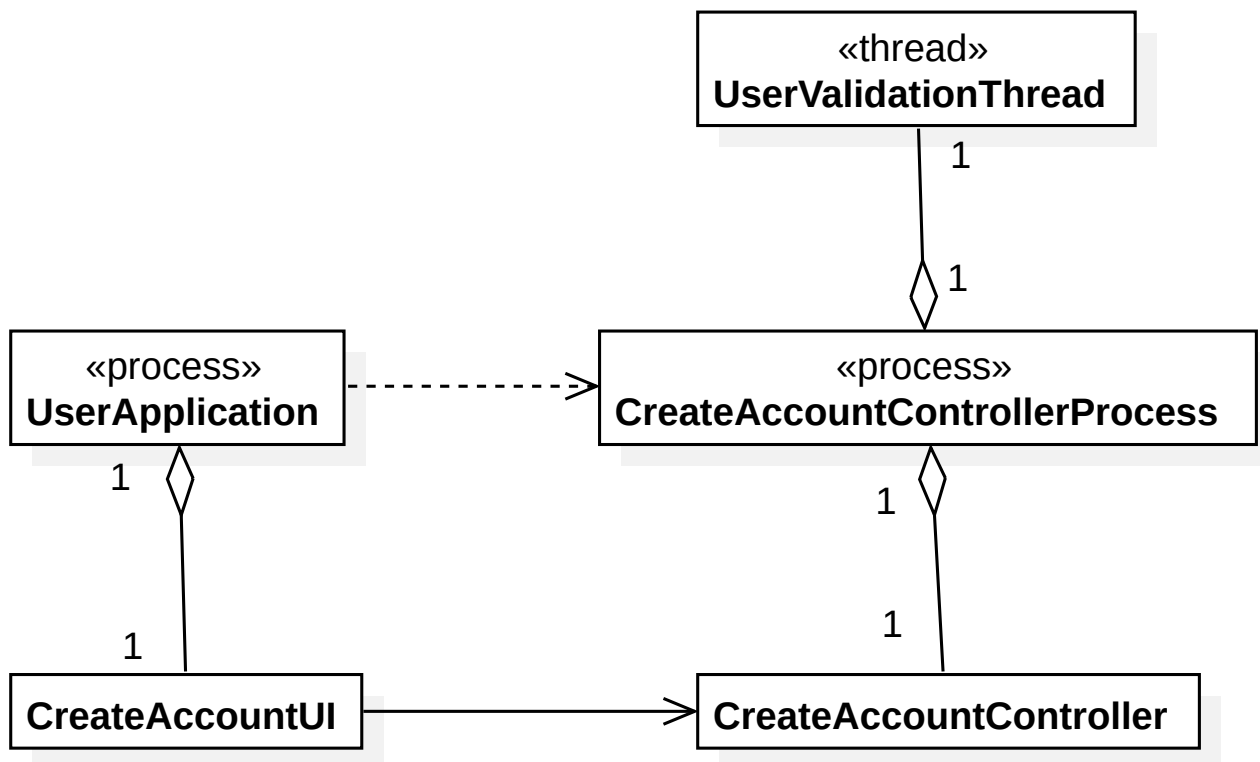 «thread»
UserValidationThread
1
1
«process»
UserApplication
«process»
CreateAccountControllerProcess
1
1
1
1
CreateAccountUI
CreateAccountController